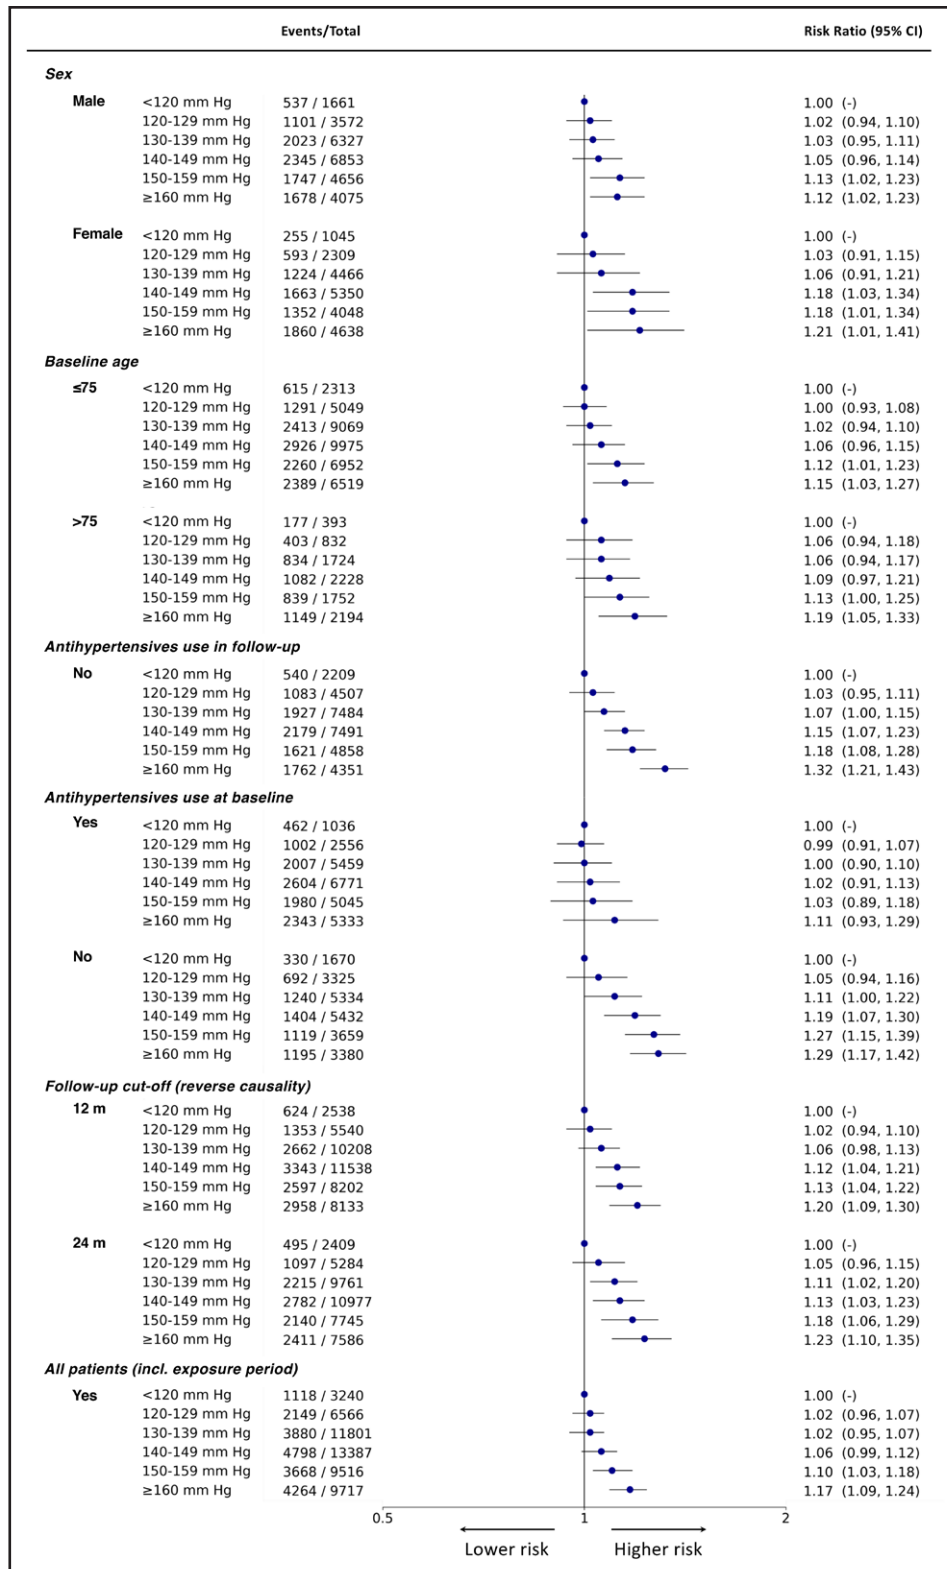 Events/Total Risk Ratio (95% CI)
Sex
Male <120 mm Hg 537 / 1661 1.00 (-)
120-129 mm Hg 1101 / 3572 1.02 (0.94, 1.10)
130-139 mm Hg 2023 / 6327 1.03 (0.95, 1.11)
140-149 mm Hg 2345 / 6853 1.05 (0.96, 1.14)
150-159 mm Hg 1747 / 4656 1.13 (1.02, 1.23)
≥160 mm Hg 1678 / 4075 1.12 (1.02, 1.23)
Female <120 mm Hg 255 / 1045 1.00 (-)
120-129 mm Hg 593 / 2309 1.03 (0.91, 1.15)
130-139 mm Hg 1224 / 4466 1.06 (0.91, 1.21)
140-149 mm Hg 1663 / 5350 1.18 (1.03, 1.34)
150-159 mm Hg 1352 / 4048 1.18 (1.01, 1.34)
≥160 mm Hg 1860 / 4638 1.21 (1.01, 1.41)
Baseline age
≤75 <120 mm Hg 615 / 2313 1.00 (-)
120-129 mm Hg 1291 / 5049 1.00 (0.93, 1.08)
130-139 mm Hg 2413 / 9069 1.02 (0.94, 1.10)
140-149 mm Hg 2926 / 9975 1.06 (0.96, 1.15)
150-159 mm Hg 2260 / 6952 1.12 (1.01, 1.23)
≥160 mm Hg 2389 / 6519 1.15 (1.03, 1.27)
>75 <120 mm Hg 177 / 393 1.00 (-)
120-129 mm Hg 403 / 832 1.06 (0.94, 1.18)
130-139 mm Hg 834 / 1724 1.06 (0.94, 1.17)
140-149 mm Hg 1082 / 2228 1.09 (0.97, 1.21)
150-159 mm Hg 839 / 1752 1.13 (1.00, 1.25)
≥160 mm Hg 1149 / 2194 1.19 (1.05, 1.33)
Antihypertensives use in follow-up
No <120 mm Hg 540 / 2209 1.00 (-)
120-129 mm Hg 1083 / 4507 1.03 (0.95, 1.11)
130-139 mm Hg 1927 / 7484 1.07 (1.00, 1.15)
140-149 mm Hg 2179 / 7491 1.15 (1.07, 1.23)
150-159 mm Hg 1621 / 4858 1.18 (1.08, 1.28)
≥160 mm Hg 1762 / 4351 1.32 (1.21, 1.43)
Antihypertensives use at baseline
Yes <120 mm Hg 462 / 1036 1.00 (-)
120-129 mm Hg 1002 / 2556 0.99 (0.91, 1.07)
130-139 mm Hg 2007 / 5459 1.00 (0.90, 1.10)
140-149 mm Hg 2604 / 6771 1.02 (0.91, 1.13)
150-159 mm Hg 1980 / 5045 1.03 (0.89, 1.18)
≥160 mm Hg 2343 / 5333 1.11 (0.93, 1.29)
No <120 mm Hg 330 / 1670 1.00 (-)
120-129 mm Hg 692 / 3325 1.05 (0.94, 1.16)
130-139 mm Hg 1240 / 5334 1.11 (1.00, 1.22)
140-149 mm Hg 1404 / 5432 1.19 (1.07, 1.30)
150-159 mm Hg 1119 / 3659 1.27 (1.15, 1.39)
≥160 mm Hg 1195 / 3380 1.29 (1.17, 1.42)
Follow-up cut-off (reverse causality)
12 m <120 mm Hg 624 / 2538 1.00 (-)
120-129 mm Hg 1353 / 5540 1.02 (0.94, 1.10)
130-139 mm Hg 2662 / 10208 1.06 (0.98, 1.13)
140-149 mm Hg 3343 / 11538 1.12 (1.04, 1.21)
150-159 mm Hg 2597 / 8202 1.13 (1.04, 1.22)
≥160 mm Hg 2958 / 8133 1.20 (1.09, 1.30)
24 m <120 mm Hg 495 / 2409 1.00 (-)
120-129 mm Hg 1097 / 5284 1.05 (0.96, 1.15)
130-139 mm Hg 2215 / 9761 1.11 (1.02, 1.20)
140-149 mm Hg 2782 / 10977 1.13 (1.03, 1.23)
150-159 mm Hg 2140 / 7745 1.18 (1.06, 1.29)
≥160 mm Hg 2411 / 7586 1.23 (1.10, 1.35)
All patients (incl. exposure period)
Yes <120 mm Hg 1118 / 3240 1.00 (-)
120-129 mm Hg 2149 / 6566 1.02 (0.96, 1.07)
130-139 mm Hg 3880 / 11801 1.02 (0.95, 1.07)
140-149 mm Hg 4798 / 13387 1.06 (0.99, 1.12)
150-159 mm Hg 3668 / 9516 1.10 (1.03, 1.18)
≥160 mm Hg 4264 / 9717 1.17 (1.09, 1.24)
0.5 1 2
Lower risk Higher risk